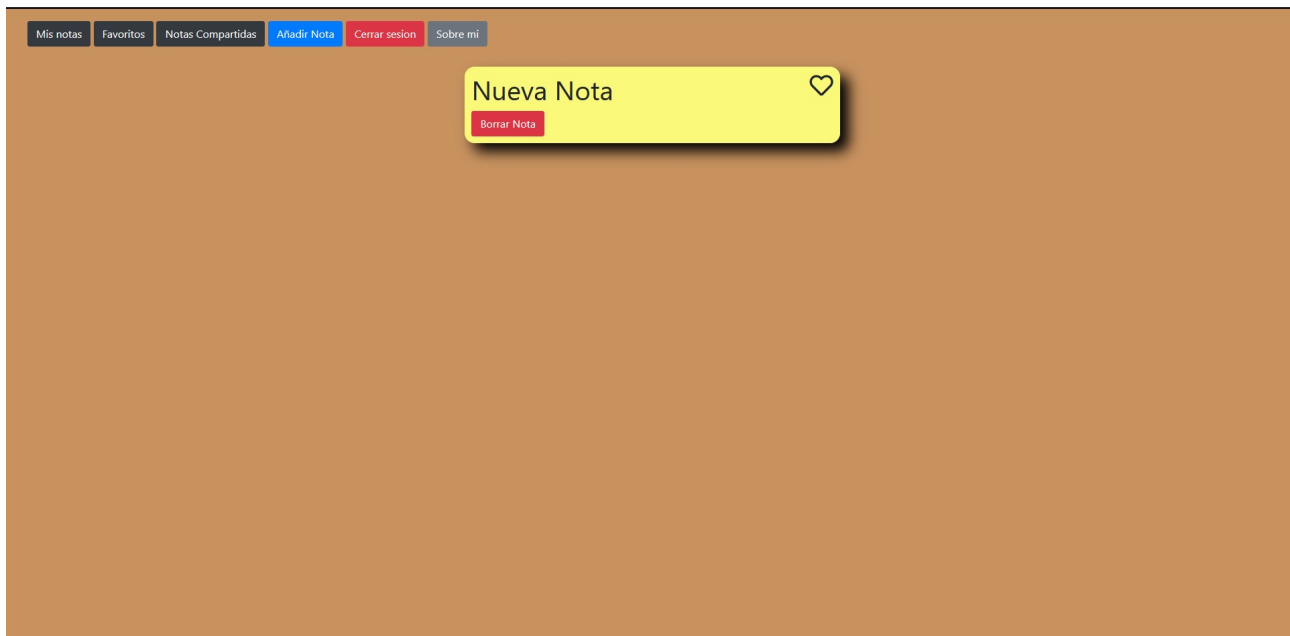 Mis notas Favoritos Notas Compartidas Añadir Nota Cerrar sesion Sobre mi
Nueva Nota
Borrar Nota